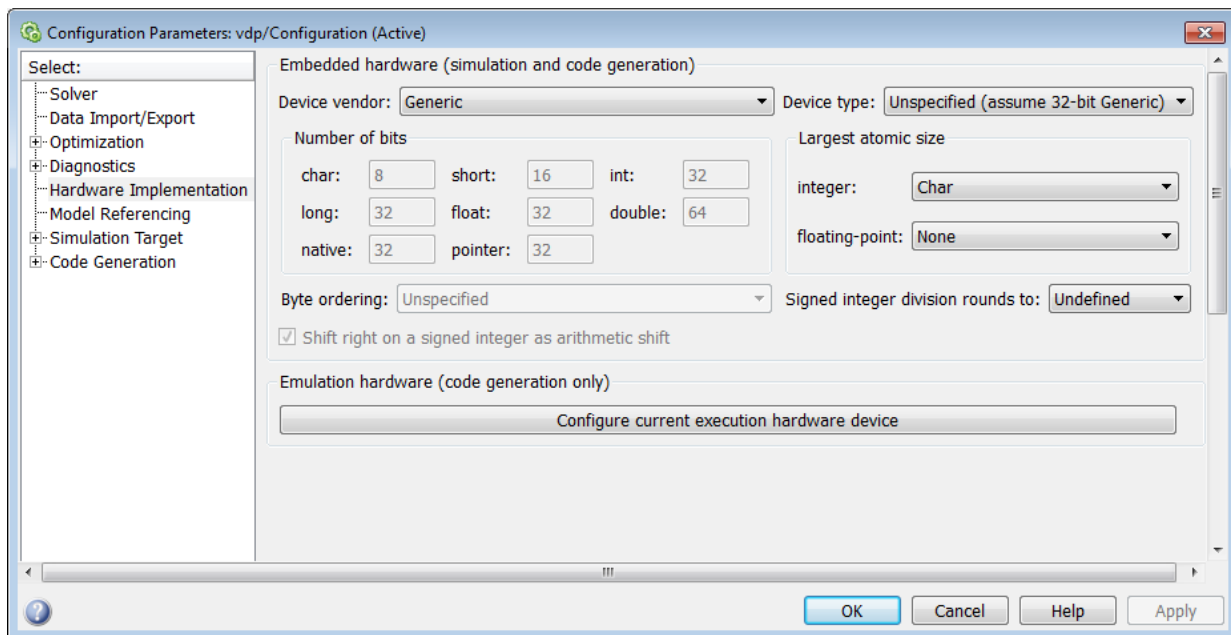 Configuration Parameters: vdp/Configuration (Active)
Select:
Solver
Data Import/Export
Optimization
Diagnostics
Hardware Implementation
Model Referencing
Simulation Target
Code Generation
Embedded hardware (simulation and code generation)
Device vendor: Generic Device type: Unspecified (assume 32-bit Generic)
Number of bits
char: 8 short: 16 int: 32
long: 32 float: 32 double: 64
native: 32 pointer: 32
Largest atomic size
integer: Char
floating-point: None
Byte ordering: Unspecified Signed integer division rounds to: Undefined
Shift right on a signed integer as arithmetic shift
Emulation hardware (code generation only)
Configure current execution hardware device
? OK Cancel Help Apply